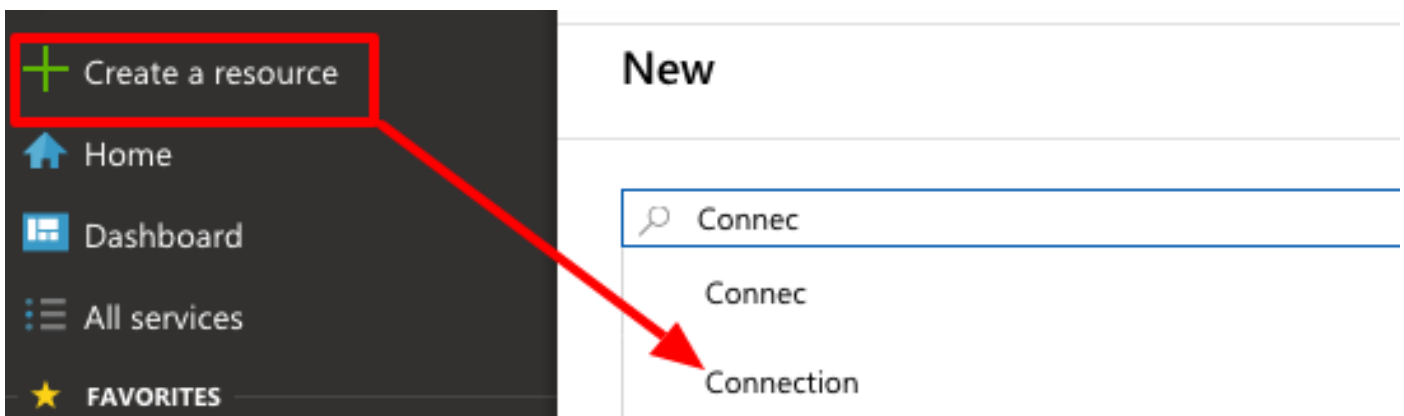 Create a resource
Home
Dashboard
All services
FAVORITES
New
Connec
Connec
Connection